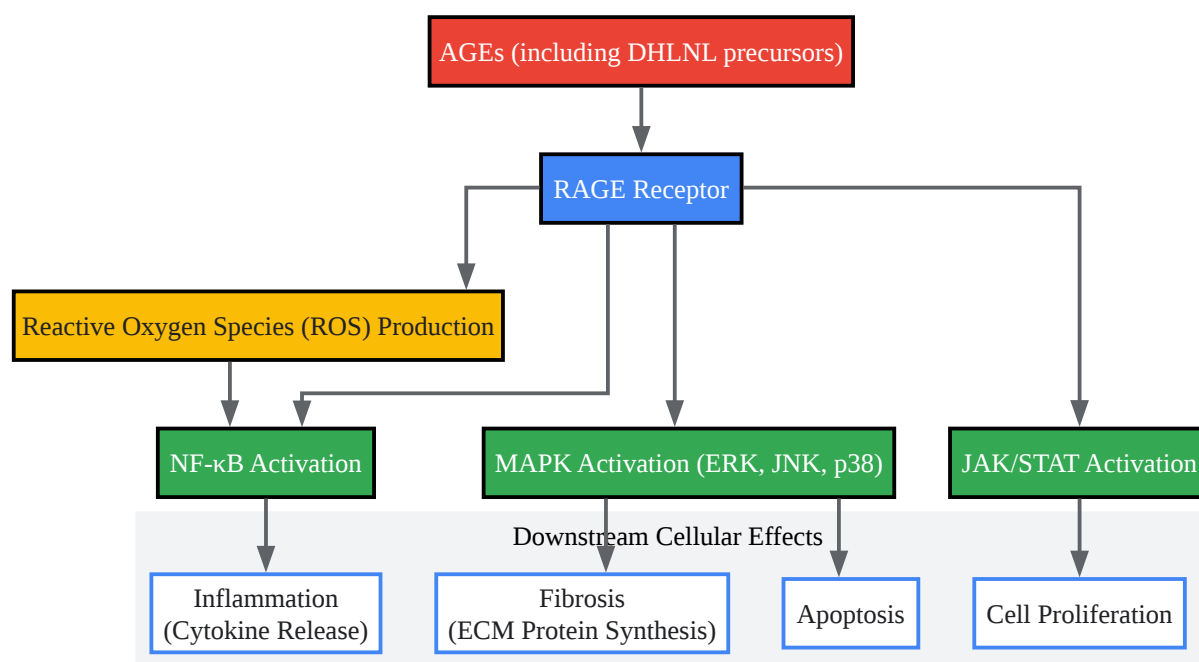 AGEs (including DHLNL precursors)
RAGE Receptor
Reactive Oxygen Species (ROS) Production
NF-κB Activation
MAPK Activation (ERK, JNK, p38)
JAK/STAT Activation
Downstream Cellular Effects
Inflammation
(Cytokine Release)
Fibrosis
(ECM Protein Synthesis)
Apoptosis
Cell Proliferation